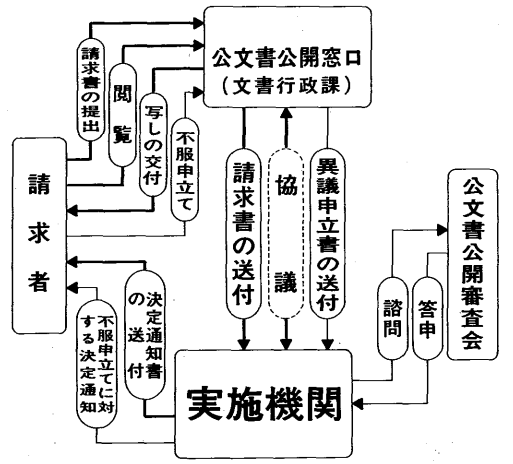 公文書公開窓口
(文書行政課)
請求書の提出
閲覧
写しの交付
不服申立て
請求者
請求書の送付
協議
異議申立書の送付
公文書公開審査会
諮問
答申
決定通知書
の送付
不服申立てに対
する決定通知
実施機関